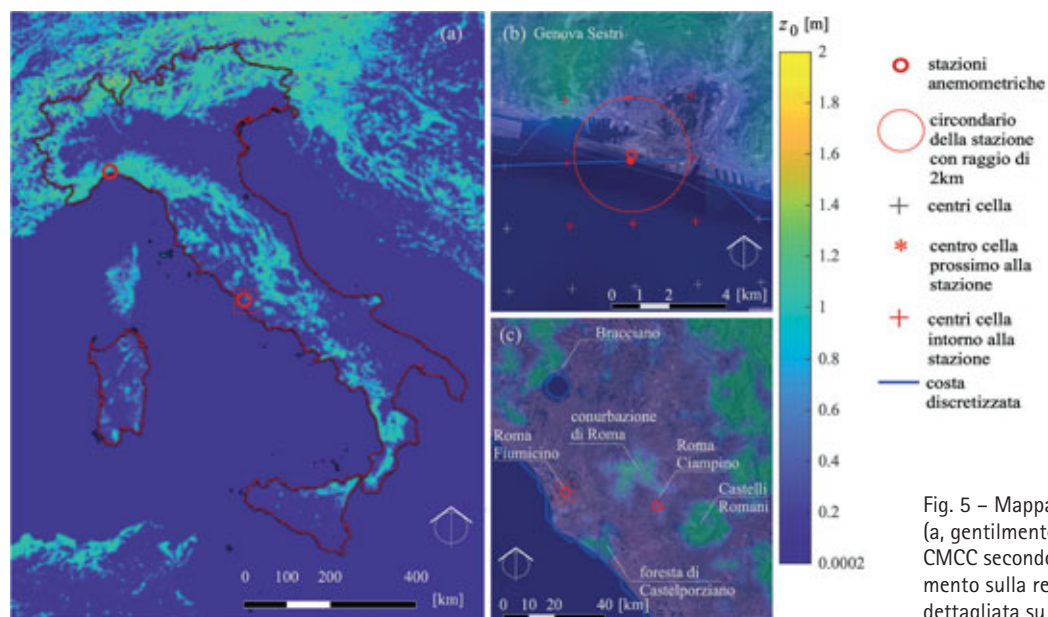 (a)
0 100 200 400
[km]
(b) Genova Sestri
0 1 2 4 [km]
(c)
Bracciano
conurbazione
di Roma
Roma
Fiumicino
Roma
Ciampino
Castelli
Romani
foresta di
Castelporziano
0 10 20 40 [km]
z0 [m]
2
1.8
1.6
1.4
1.2
1
0.8
0.6
0.4
0.2
0.0002
stazioni
anemometriche
circondario
della stazione
con raggio di
2km
centri cella
centro cella
prossimo alla
stazione
centri cella
intorno alla
stazione
costa
discretizzata
Fig. 5 – Mappa
(a, gentilmente
CMCC seconde
mento sulla re
dettagliata su